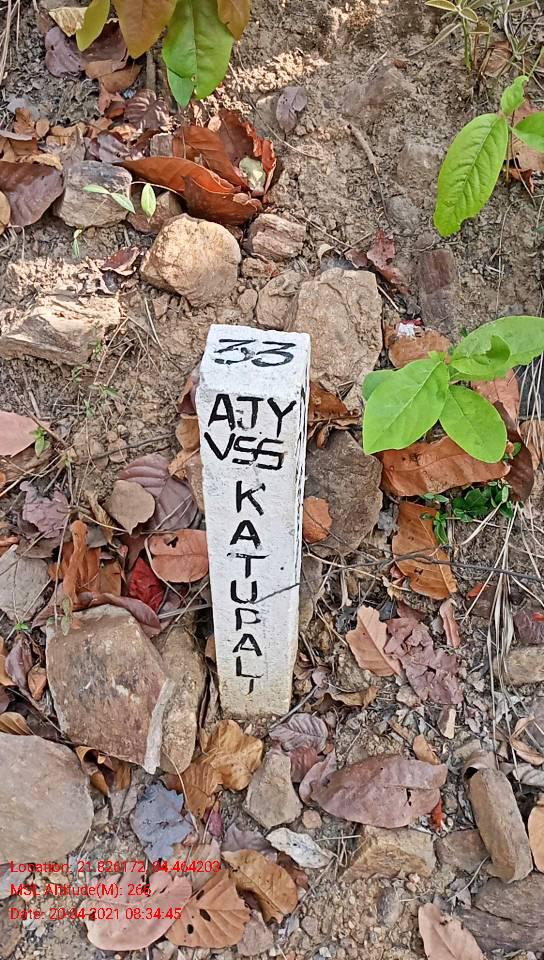 33
AJY
VSS
KATUPALI
Location: 21.826172, 84.464203
MSL Altitude(M): 266
Date: 20-04-2021 08:34:45